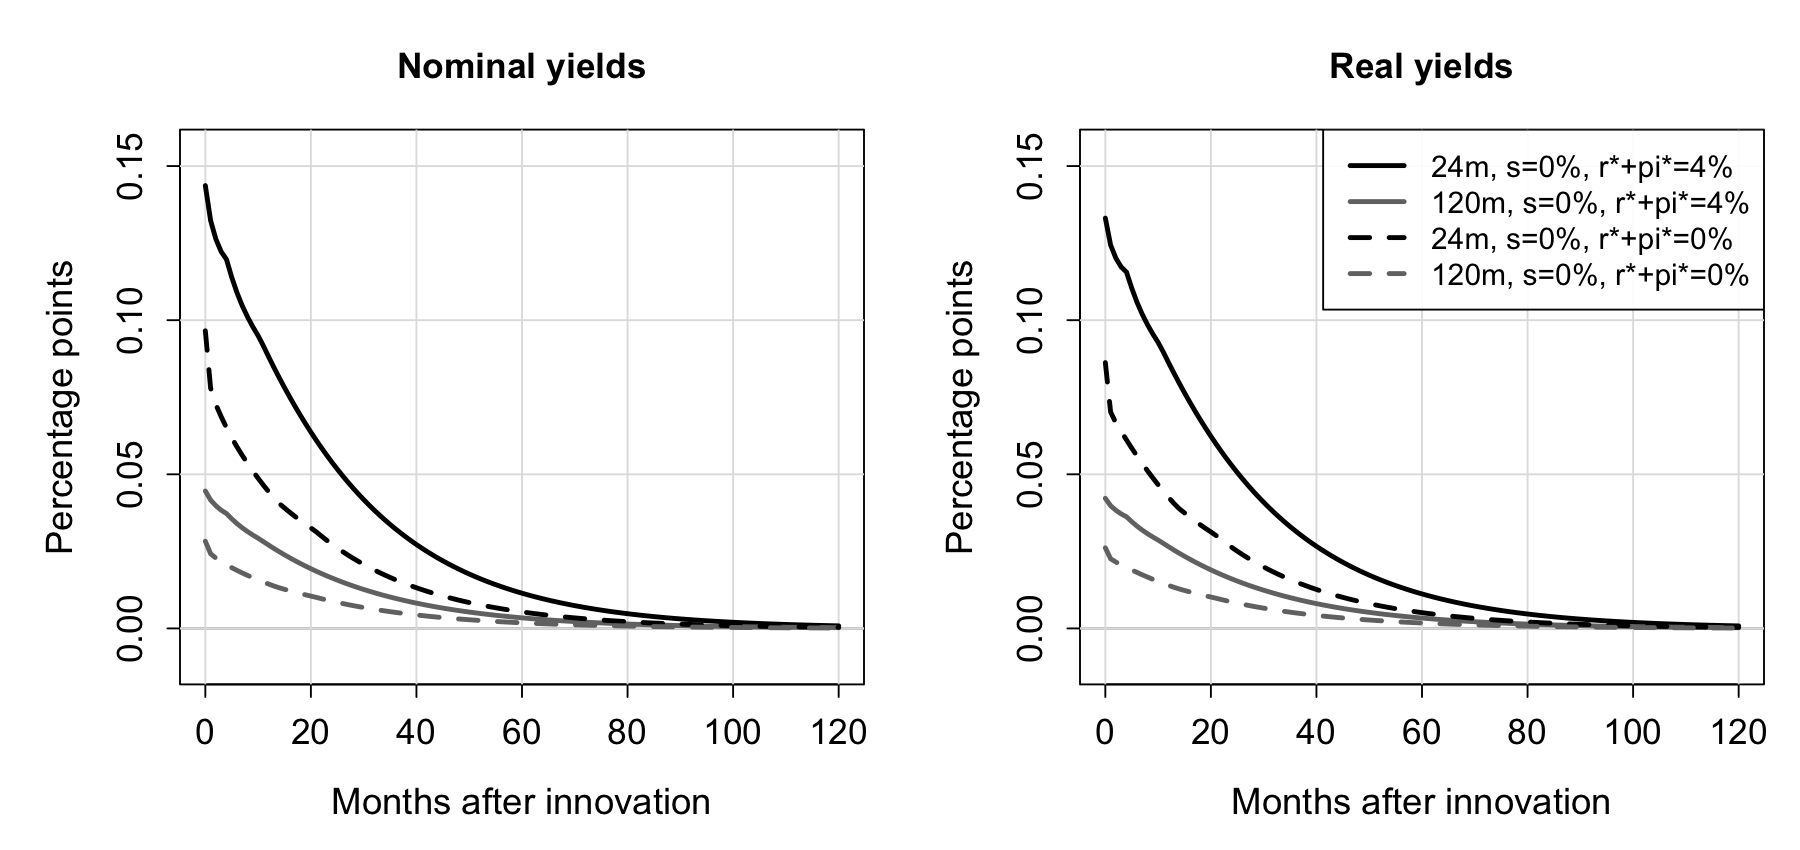 Nominal yields
Percentage points
0.15
0.10
0.05
0.00
0 20 40 60 80 100 120
Months after innovation
Real yields
Percentage points
0.15
0.10
0.05
0.00
24m, s=0%, r*+pi*=4%
120m, s=0%, r*+pi*=4%
24m, s=0%, r*+pi*=0%
120m, s=0%, r*+pi*=0%
0 20 40 60 80 100 120
Months after innovation